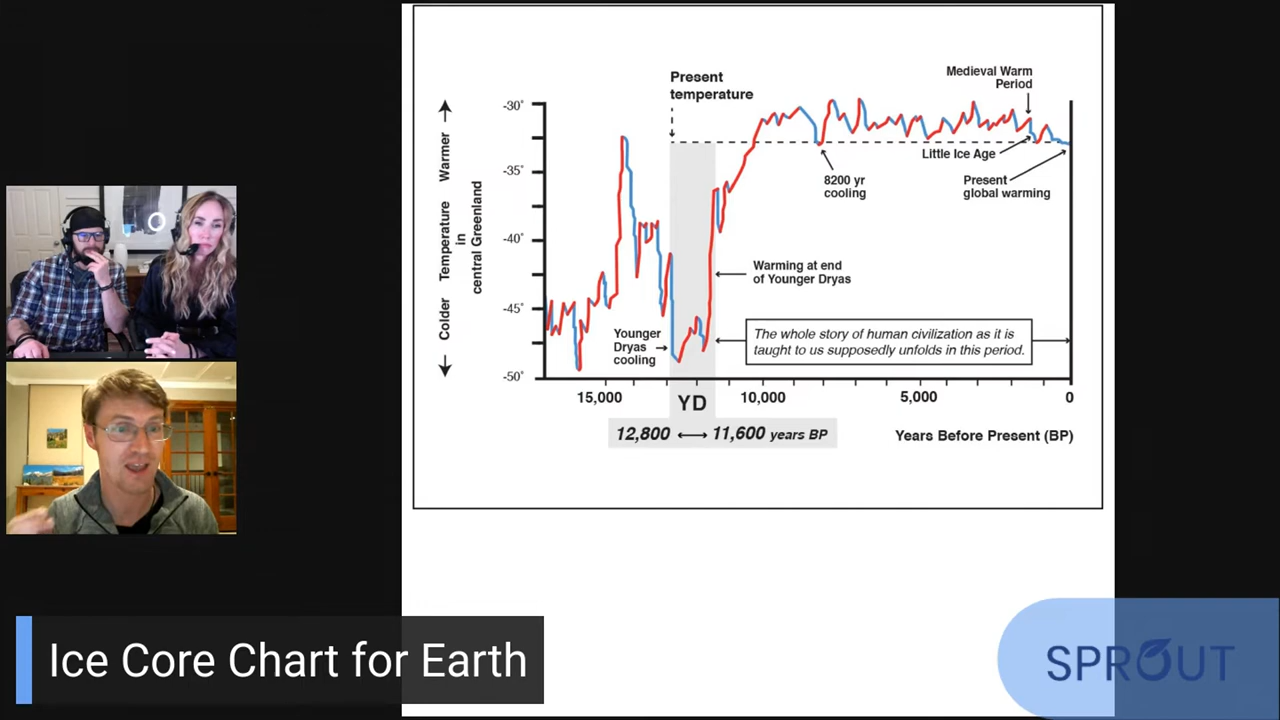 Present
temperature
Medieval Warm
Period
-30°
-35°
-40°
-45°
-50°
Colder Temperature Warmer
in
central Greenland
Little Ice Age
8200 yr
cooling
Present
global warming
Warming at end
of Younger Dryas
Younger
Dryas
cooling
The whole story of human civilization as it is
taught to us supposedly unfolds in this period.
15,000
YD
10,000
5,000
0
12,800 ⟷ 11,600 years BP
Years Before Present (BP)
Ice Core Chart for Earth
SPROUT